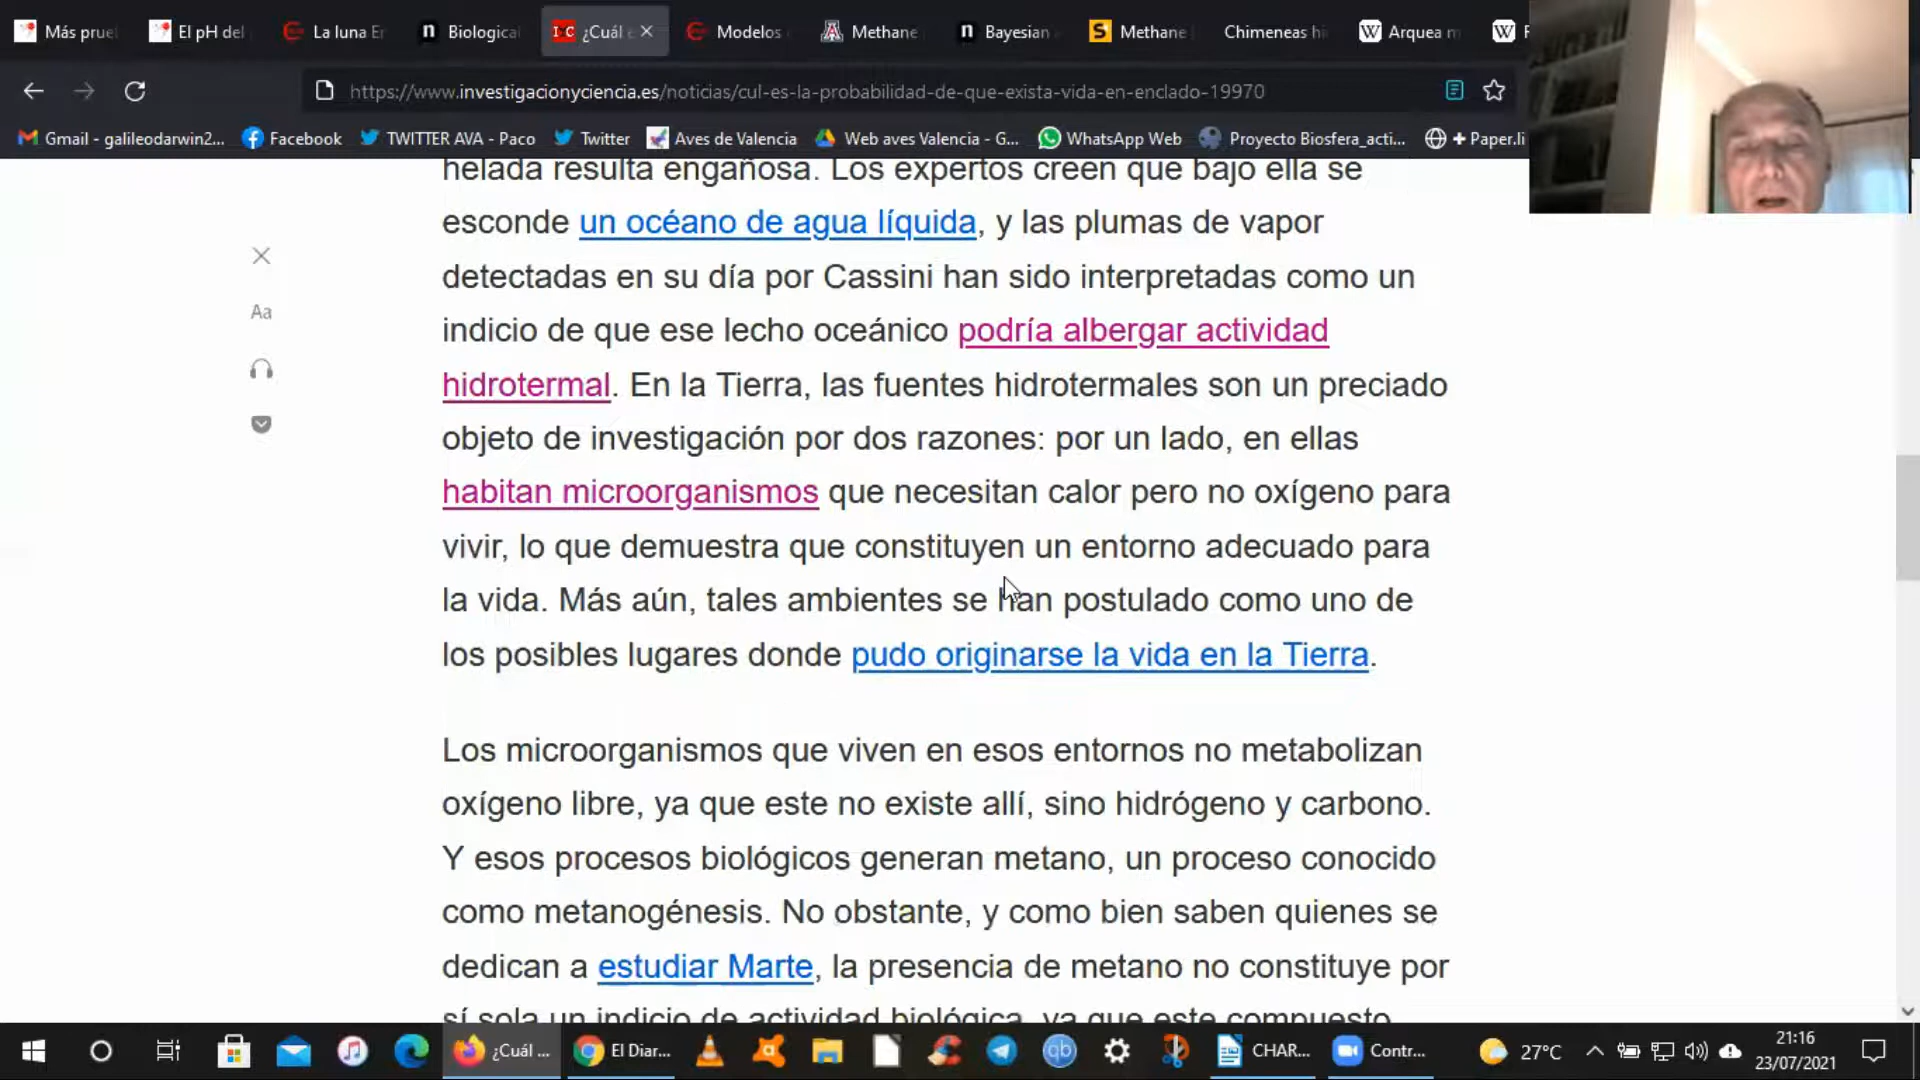 Más prue
El pH del
La luna En
Biological
¿Cuál e
Modelos
Methane
Bayesian
Methane
Chimeneas hi
Arquea m
https://www.investigacionyciencia.es/noticias/cul-es-la-probabilidad-de-que-exista-vida-en-enclado-19970
Gmail - galileodarwin2...
Facebook
TWITTER AVA - Paco
Twitter
Aves de Valencia
Web aves Valencia - G...
WhatsApp Web
Proyecto Biosfera_acti...
+ Paper.li
helada resulta engañosa. Los expertos creen que bajo ella se
esconde un océano de agua líquida, y las plumas de vapor
detectadas en su día por Cassini han sido interpretadas como un
indicio de que ese lecho oceánico podría albergar actividad
hidrotermal. En la Tierra, las fuentes hidrotermales son un preciado
objeto de investigación por dos razones: por un lado, en ellas
habitan microorganismos que necesitan calor pero no oxígeno para
vivir, lo que demuestra que constituyen un entorno adecuado para
la vida. Más aún, tales ambientes se han postulado como uno de
los posibles lugares donde pudo originarse la vida en la Tierra.
Los microorganismos que viven en esos entornos no metabolizan
oxígeno libre, ya que este no existe allí, sino hidrógeno y carbono.
Y esos procesos biológicos generan metano, un proceso conocido
como metanogénesis. No obstante, y como bien saben quienes se
dedican a estudiar Marte, la presencia de metano no constituye por
sí sola un indicio de actividad biológica, ya que este compuesto
Aa
¿Cuál ...
El Diar...
CHAR...
Contr...
27°C
21:16
23/07/2021